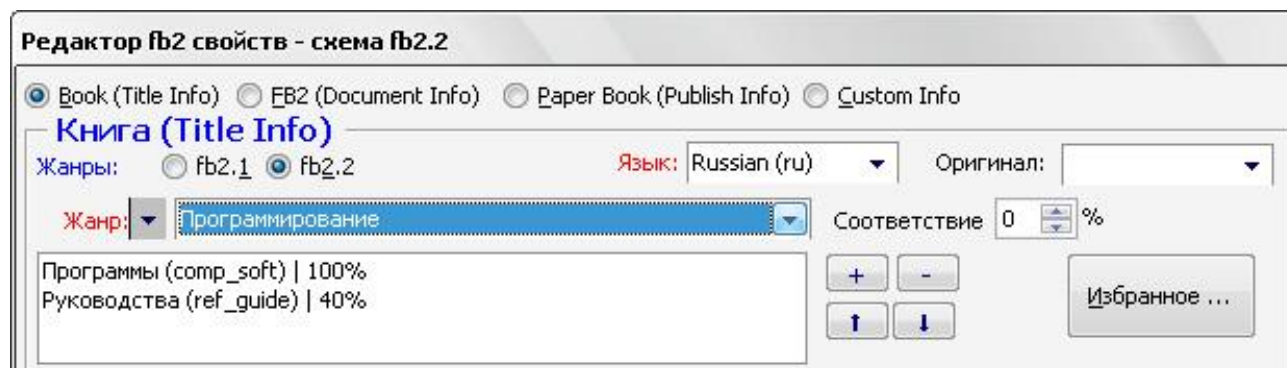 Редактор fb2 свойств - схема fb2.2
Book (Title Info) FB2 (Document Info) Paper Book (Publish Info) Custom Info
Книга (Title Info)
Жанры: fb2.1 fb2.2 Язык: Russian (ru) Оригинал:
Жанр: Программирование Соответствие 0 %
Программы (comp_soft) | 100% + -
Руководства (ref_guide) | 40% Избранное ...